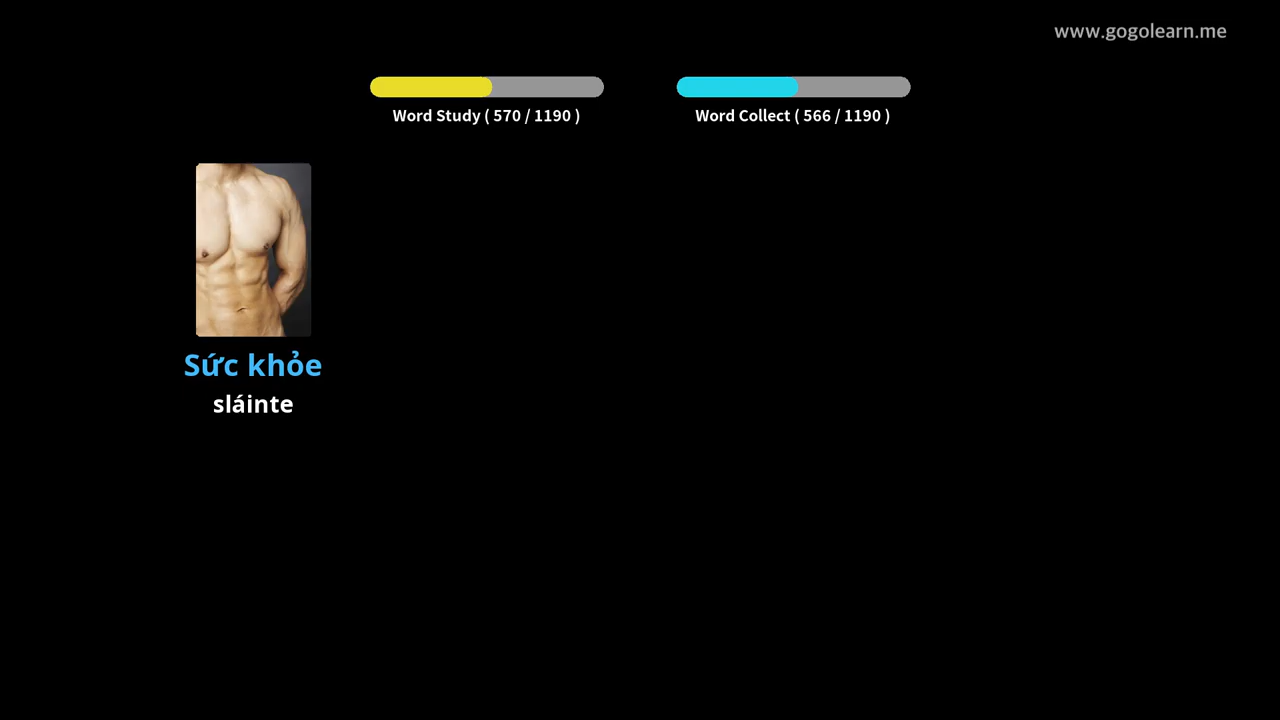 www.gogolearn.me
Word Study ( 570 / 1190 )
Word Collect ( 566 / 1190 )
Sức khỏe
sláinte